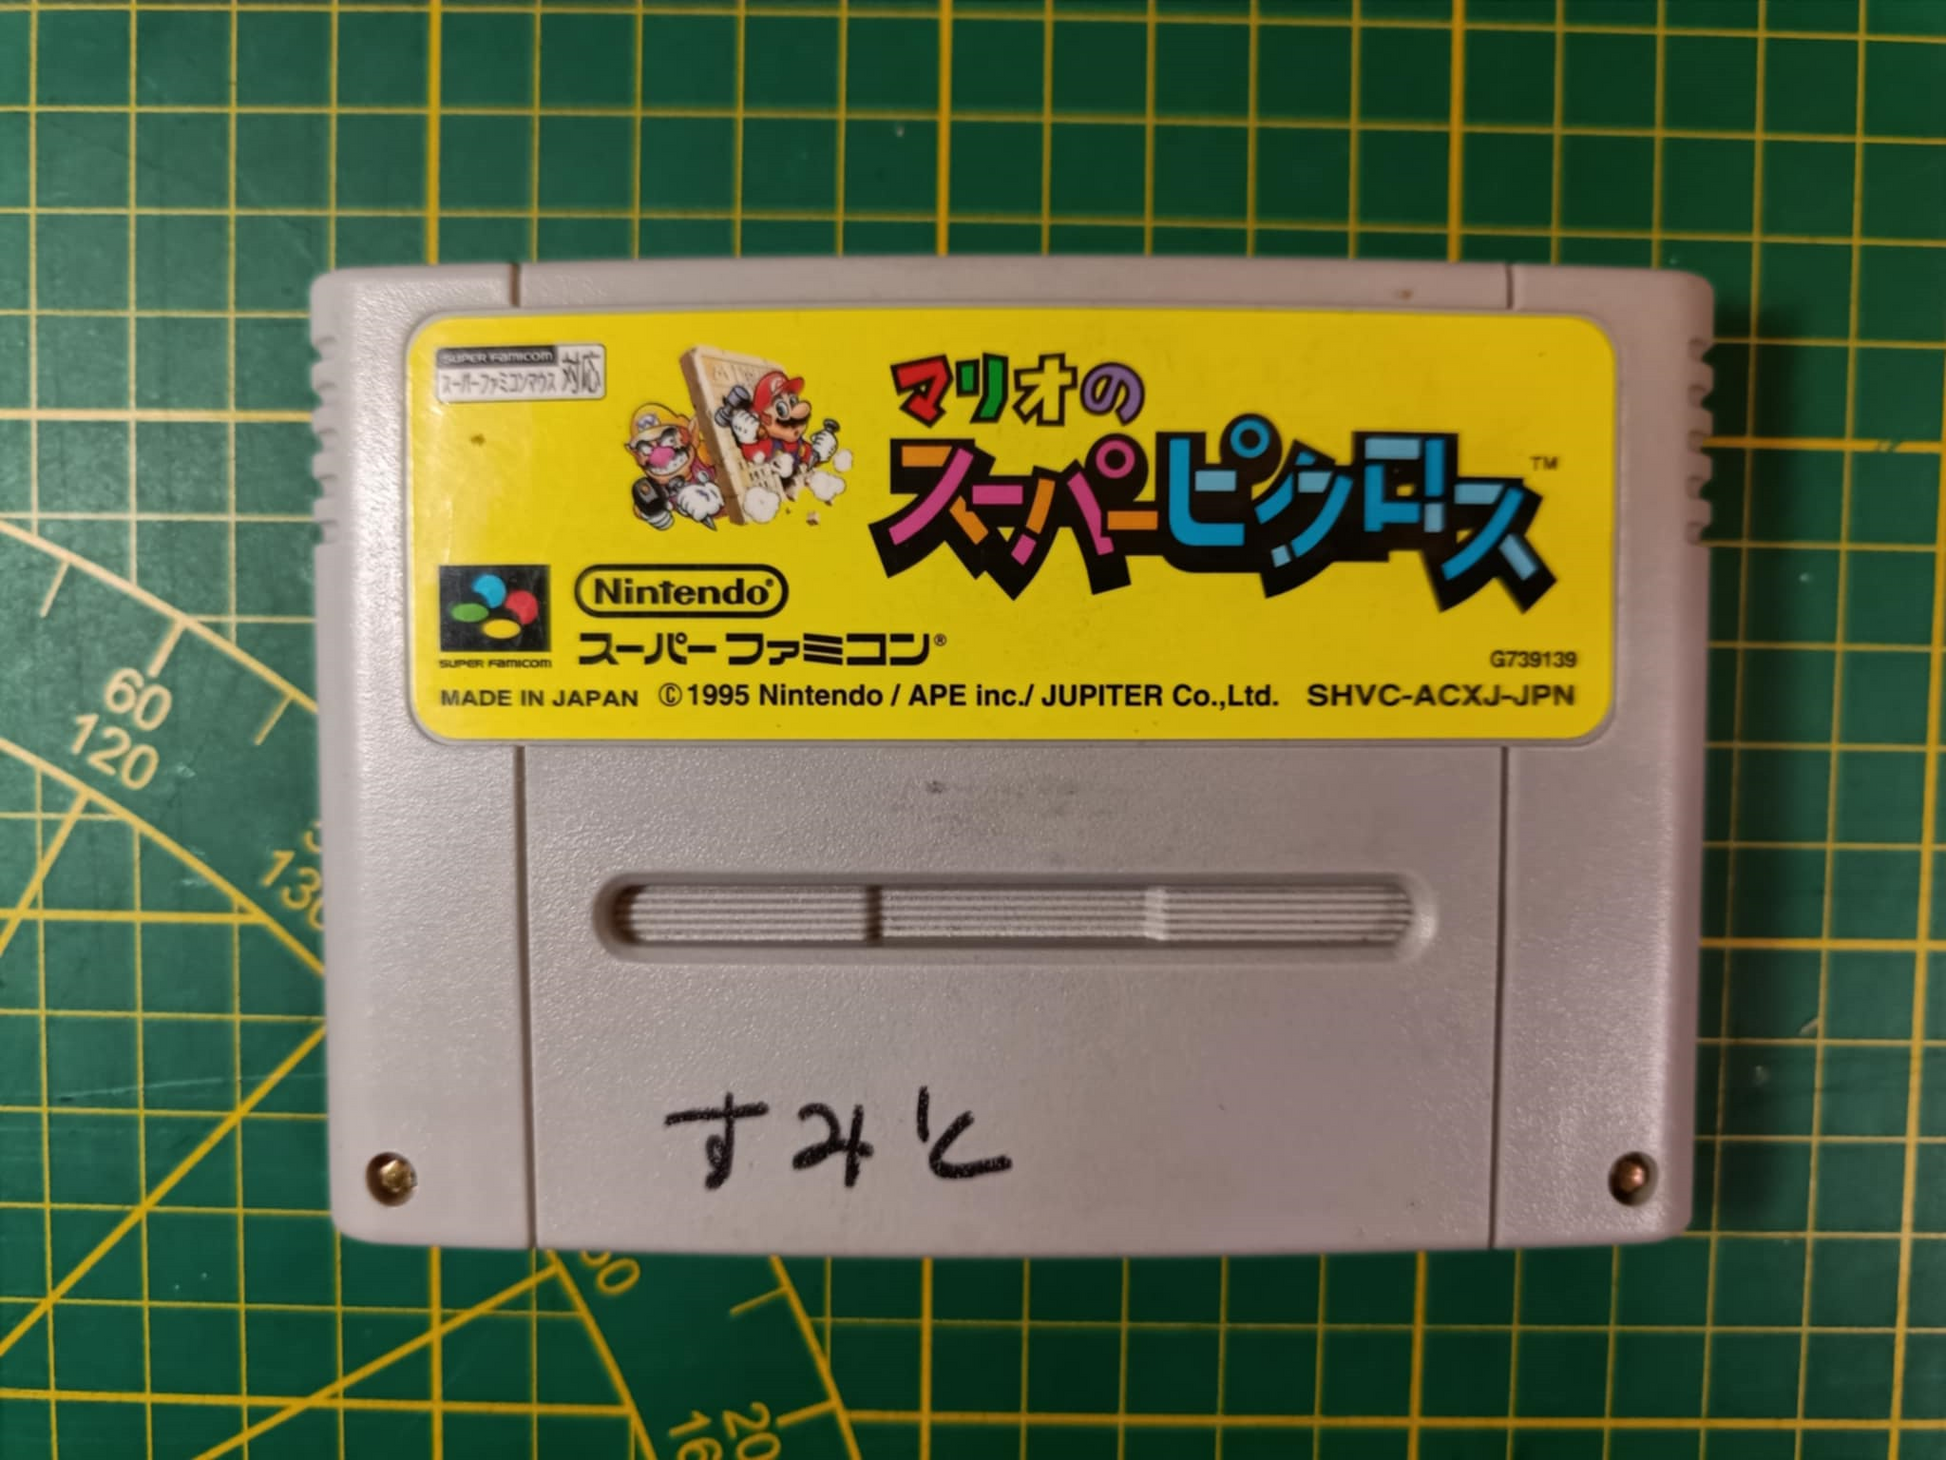 SUPER Famicom
スーパーファミコンマウス 対応
マリオの
スーパーピクロス
TM
Nintendo®
スーパーファミコン®
SUPER Famicom
G739139
MADE IN JAPAN ©1995 Nintendo / APE inc./ JUPITER Co.,Ltd. SHVC-ACXJ-JPN
すみと
60
120
130
20